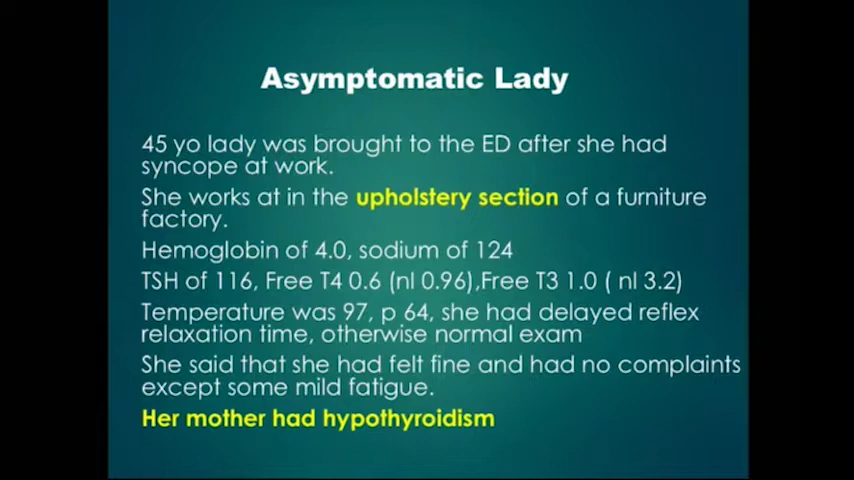 Asymptomatic Lady
45 yo lady was brought to the ED after she had
syncope at work.
She works at in the upholstery section of a furniture
factory.
Hemoglobin of 4.0, sodium of 124
TSH of 116, Free T4 0.6 (nl 0.96),Free T3 1.0 ( nl 3.2)
Temperature was 97, p 64, she had delayed reflex
relaxation time, otherwise normal exam
She said that she had felt fine and had no complaints
except some mild fatigue.
Her mother had hypothyroidism